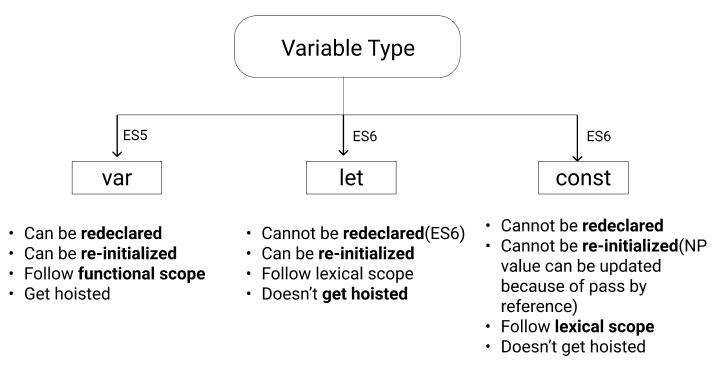 Variable Type
ES5
ES6
ES6
var
let
const
• Can be redeclared
• Can be re-initialized
• Follow functional scope
• Get hoisted
• Cannot be redeclared(ES6)
• Can be re-initialized
• Follow lexical scope
• Doesn't get hoisted
• Cannot be redeclared
• Cannot be re-initialized(NP
value can be updated
because of pass by
reference)
• Follow lexical scope
• Doesn't get hoisted